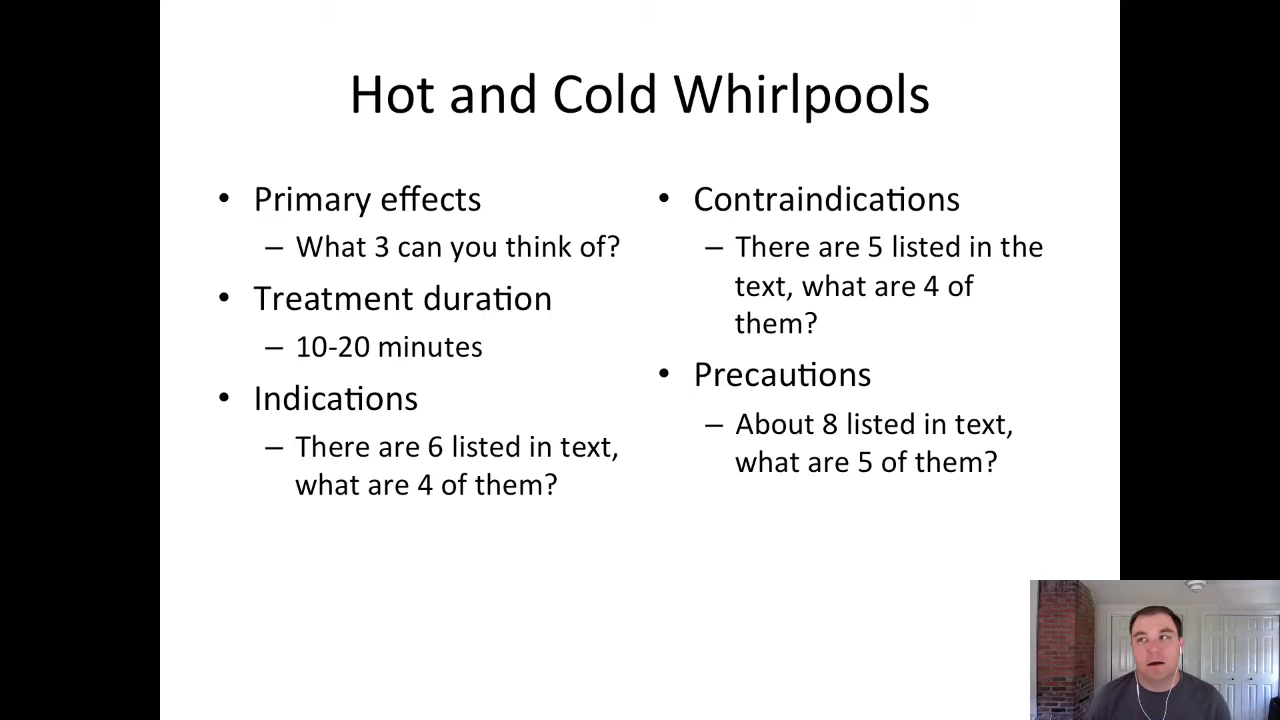 Hot and Cold Whirlpools
• Primary effects
– What 3 can you think of?
• Treatment duration
– 10-20 minutes
• Indications
– There are 6 listed in text,
what are 4 of them?
• Contraindications
– There are 5 listed in the
text, what are 4 of
them?
• Precautions
– About 8 listed in text,
what are 5 of them?